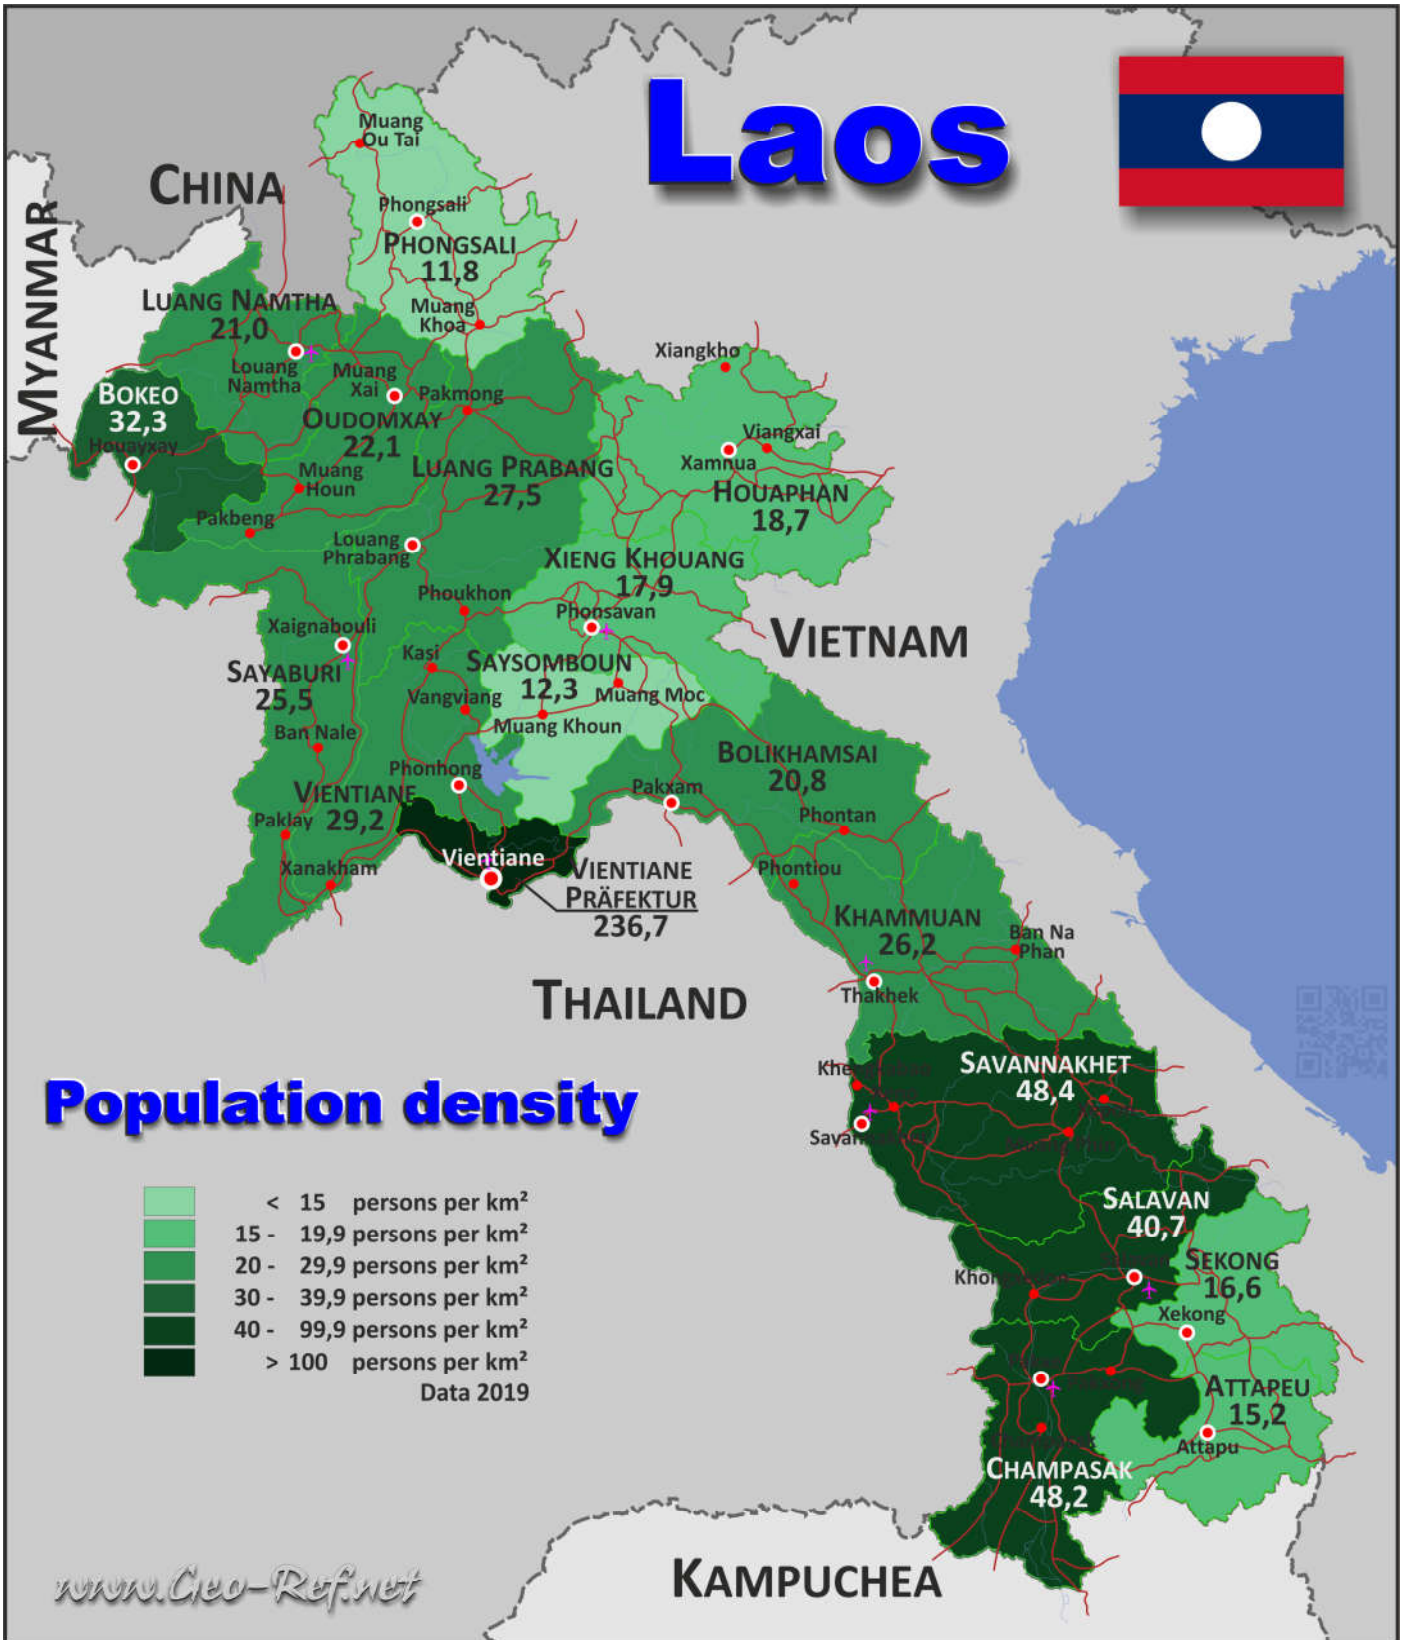 Laos
CHINA
MYANMAR
Muang
Ou Tai
Phongsali
PHONGSALI
11,8
Muang
Khoa
LUANG NAMTHA
21,0
Louang
Namtha
Muang
Xai
Pakmong
Xiangkho
BOKEO
32,3
Houayxay
OUDOMXAY
22,1
Viangxai
Xamnua
LUANG PRABANG
27,5
Muang
Houn
HOUAPHAN
18,7
Pakbeng
Louang
Phrabang
XIENG KHOUANG
17,9
Phoukhon
Phonsavan
Xaignabouli
VIETNAM
SAYABURI
25,5
Kasi
SAYSOMBOUN
12,3
Muang Moc
Vangviang
Muang Khoun
Ban Nale
BOLIKHAMSAI
20,8
Phonhong
Pakxam
VIENTIANE
29,2
Paklay
Phontan
Vientiane
Xanakham
VIENTIANE
PRÄFEKTUR
236,7
Phontiou
KHAMMUAN
26,2
Ban Na
Phan
THAILAND
Thakhek
SAVANNAKHET
48,4
Population density
SALAVAN
40,7
SEKONG
16,6
Xekong
ATTAPEU
15,2
Attapu
CHAMPASAK
48,2
< 15 persons per km²
15 - 19,9 persons per km²
20 - 29,9 persons per km²
30 - 39,9 persons per km²
40 - 99,9 persons per km²
> 100 persons per km²
Data 2019
KAMPUCHEA
www.Geo-Ref.net